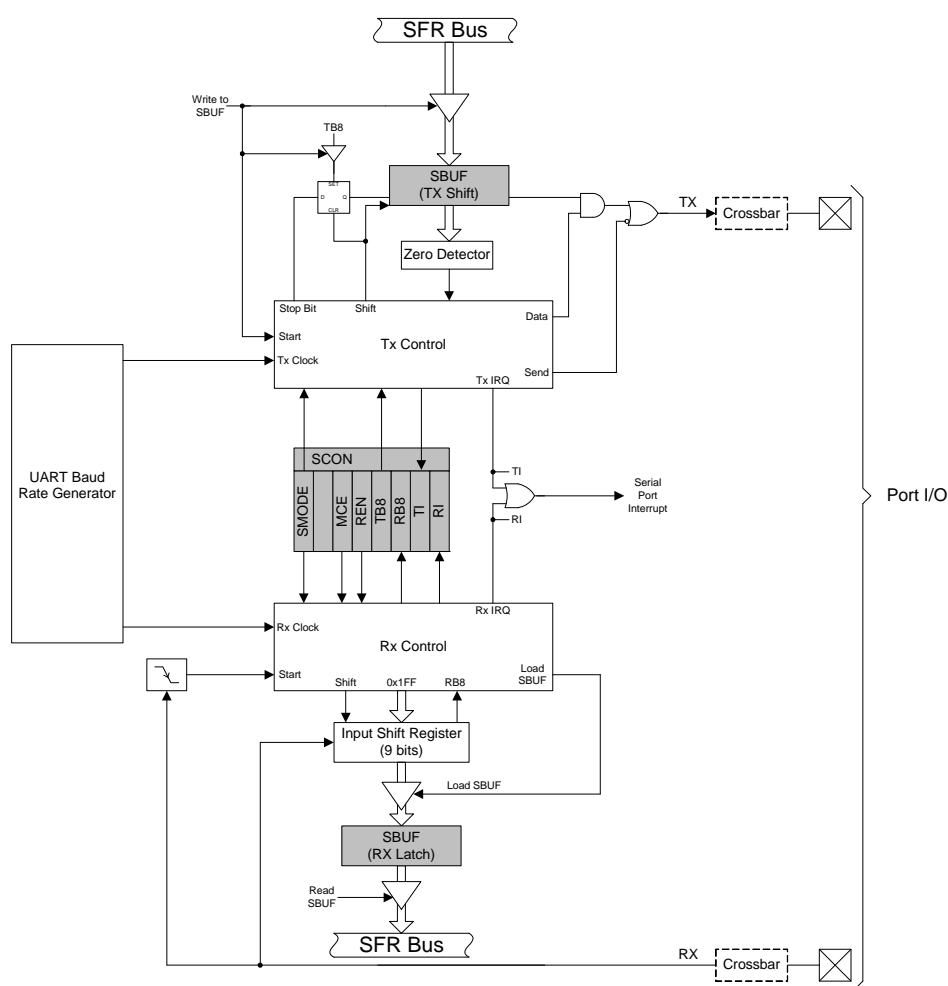 SFR Bus
Write to
SBUF
TB8
SET
D
Q
CLR
SBUF
(TX Shift)
TX
Crossbar
Zero Detector
Stop Bit
Shift
Data
Start
Tx Control
Tx Clock
Send
Tx IRQ
UART Baud
Rate Generator
SCON
SMODE
MCE
REN
TB8
RB8
TI
RI
TI
Serial
Port
Interrupt
RI
Port I/O
Rx IRQ
Rx Clock
Rx Control
Start
Load
SBUF
Shift
0x1FF
RB8
Input Shift Register
(9 bits)
Load SBUF
SBUF
(RX Latch)
Read
SBUF
SFR Bus
RX
Crossbar